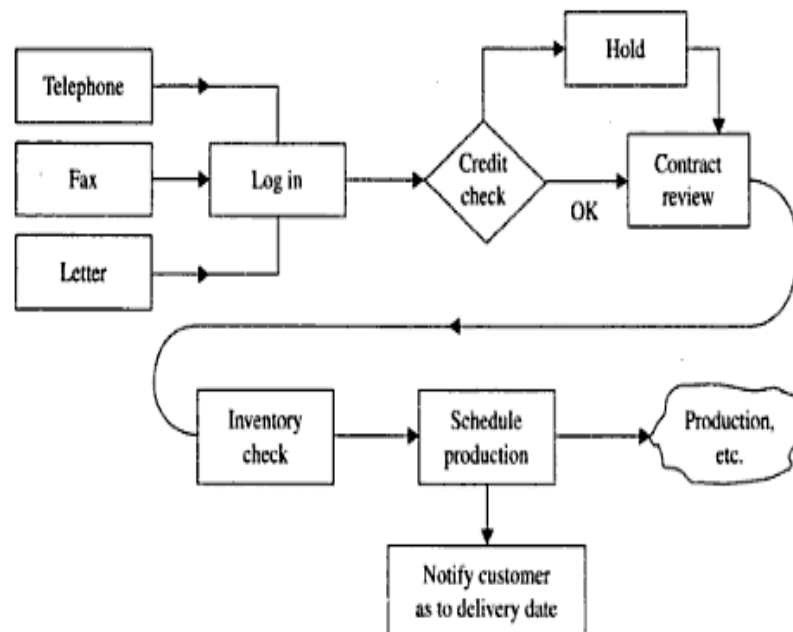 Telephone
Fax
Letter
Log in
Credit
check
Hold
OK
Contract
review
Inventory
check
Schedule
production
Production,
etc.
Notify customer
as to delivery date